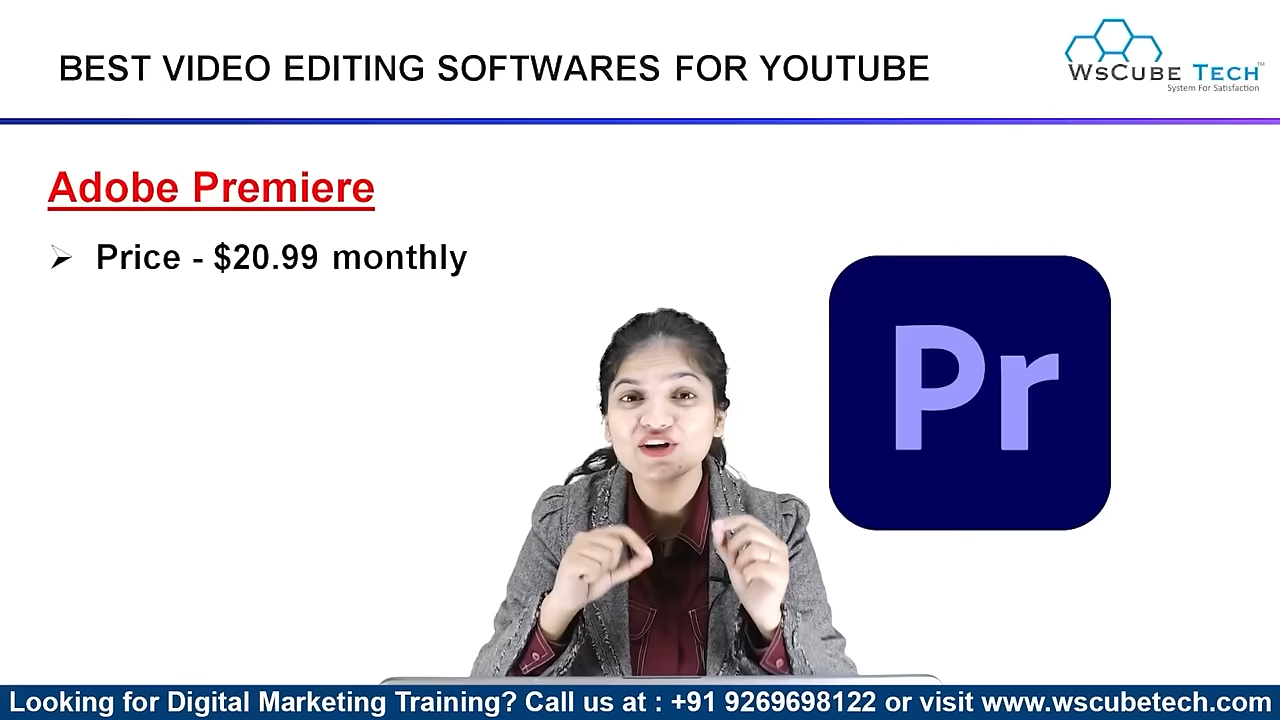 BEST VIDEO EDITING SOFTWARES FOR YOUTUBE
WsCube Tech™
System For Satisfaction
Adobe Premiere
➢ Price - $20.99 monthly
Pr
Looking for Digital Marketing Training? Call us at : +91 9269698122 or visit www.wscubetech.com